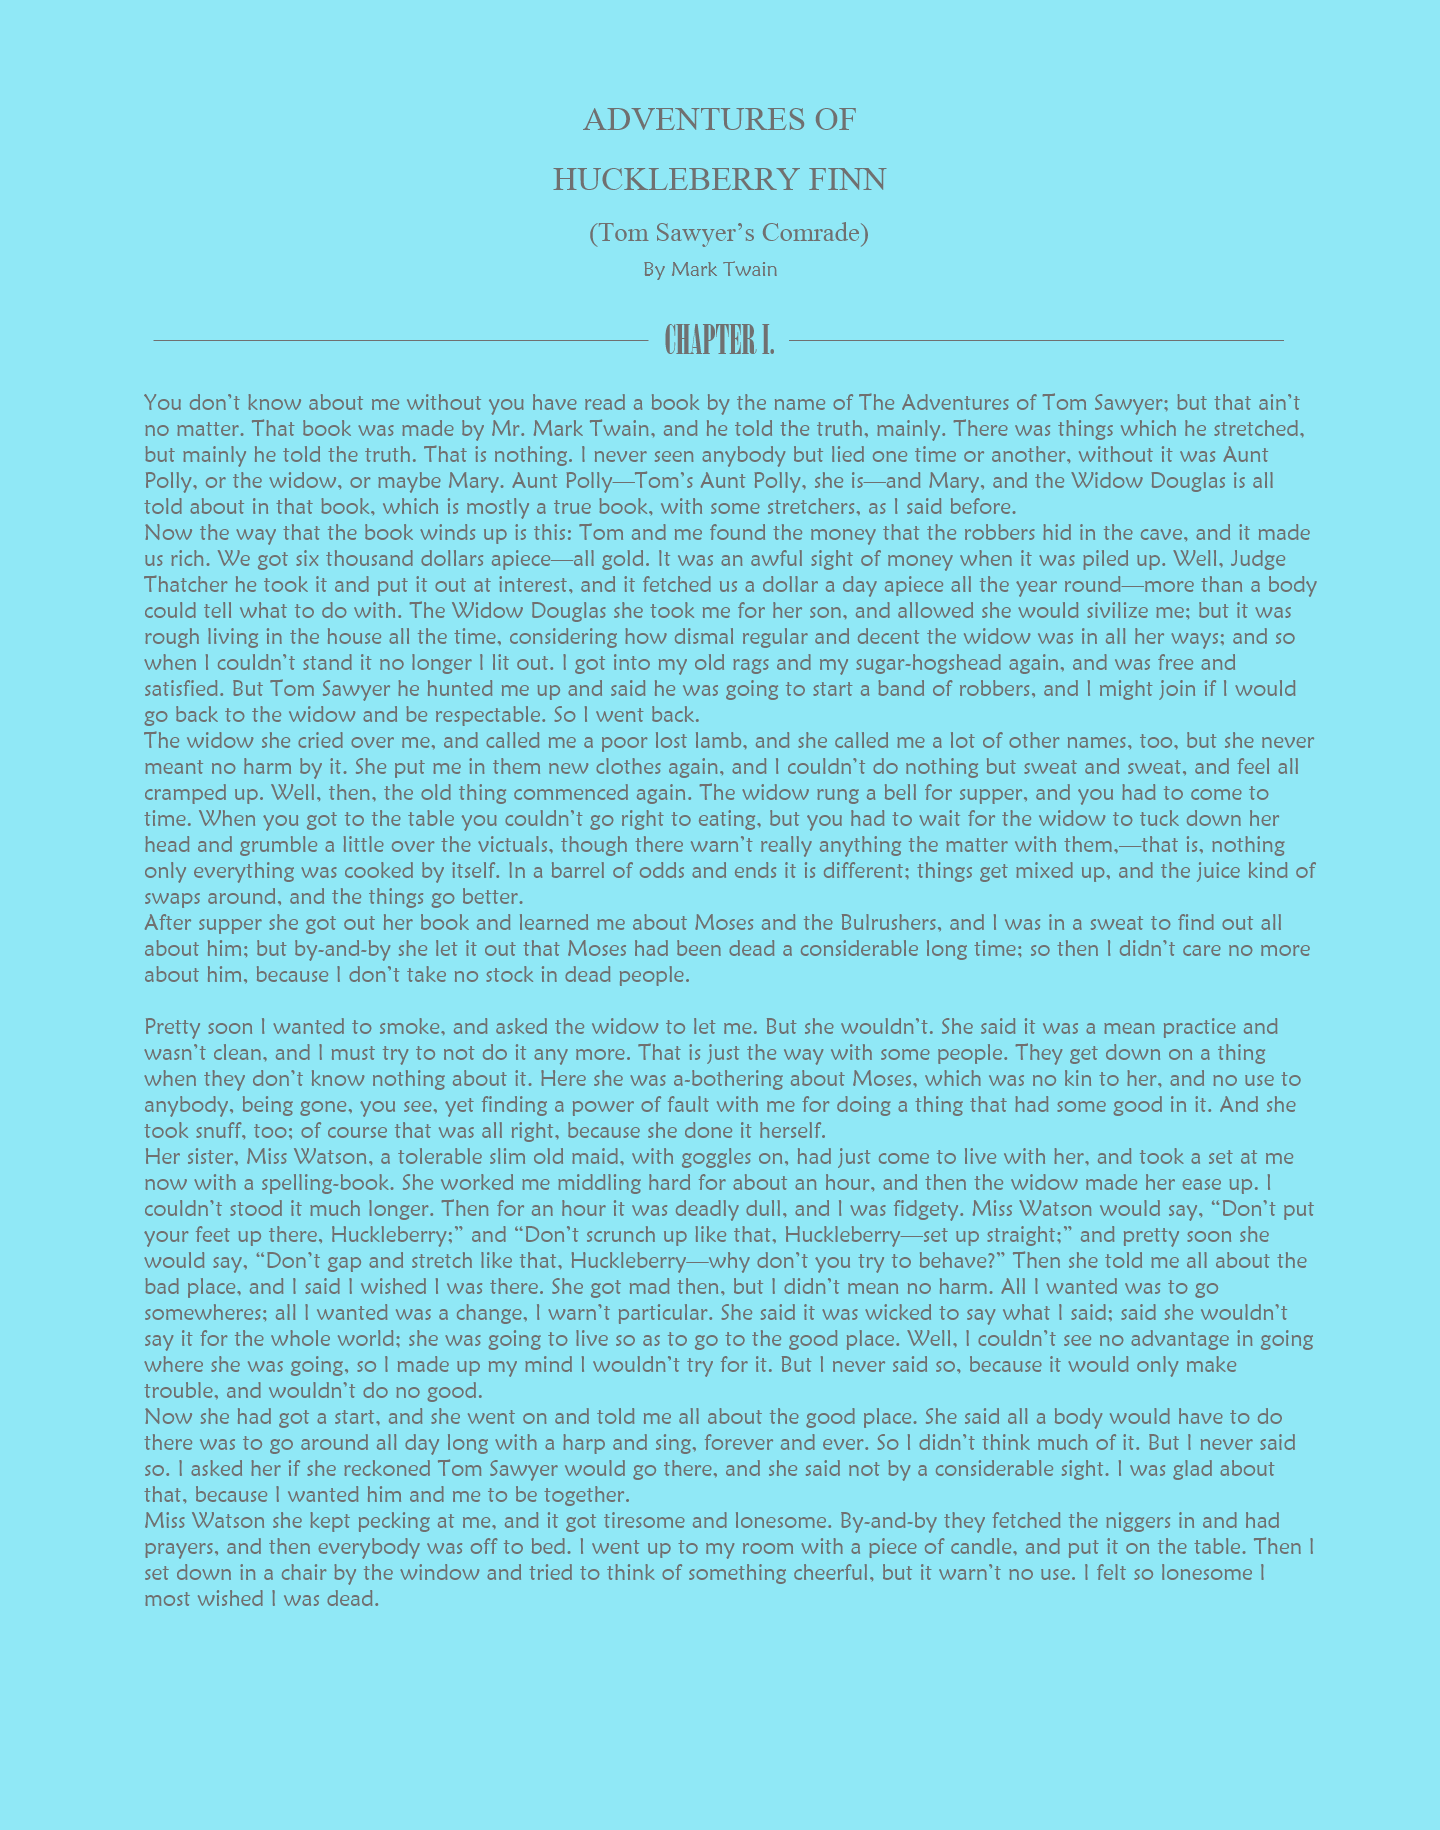 ADVENTURES OF
HUCKLEBERRY FINN
(Tom Sawyer’s Comrade)
By Mark Twain
CHAPTER I.
You don’t know about me without you have read a book by the name of The Adventures of Tom Sawyer; but that ain’t
no matter. That book was made by Mr. Mark Twain, and he told the truth, mainly. There was things which he stretched,
but mainly he told the truth. That is nothing. I never seen anybody but lied one time or another, without it was Aunt
Polly, or the widow, or maybe Mary. Aunt Polly—Tom’s Aunt Polly, she is—and Mary, and the Widow Douglas is all
told about in that book, which is mostly a true book, with some stretchers, as I said before.
Now the way that the book winds up is this: Tom and me found the money that the robbers hid in the cave, and it made
us rich. We got six thousand dollars apiece—all gold. It was an awful sight of money when it was piled up. Well, Judge
Thatcher he took it and put it out at interest, and it fetched us a dollar a day apiece all the year round—more than a body
could tell what to do with. The Widow Douglas she took me for her son, and allowed she would sivilize me; but it was
rough living in the house all the time, considering how dismal regular and decent the widow was in all her ways; and so
when I couldn’t stand it no longer I lit out. I got into my old rags and my sugar-hogshead again, and was free and
satisfied. But Tom Sawyer he hunted me up and said he was going to start a band of robbers, and I might join if I would
go back to the widow and be respectable. So I went back.
The widow she cried over me, and called me a poor lost lamb, and she called me a lot of other names, too, but she never
meant no harm by it. She put me in them new clothes again, and I couldn’t do nothing but sweat and sweat, and feel all
cramped up. Well, then, the old thing commenced again. The widow rung a bell for supper, and you had to come to
time. When you got to the table you couldn’t go right to eating, but you had to wait for the widow to tuck down her
head and grumble a little over the victuals, though there warn’t really anything the matter with them,—that is, nothing
only everything was cooked by itself. In a barrel of odds and ends it is different; things get mixed up, and the juice kind of
swaps around, and the things go better.
After supper she got out her book and learned me about Moses and the Bulrushers, and I was in a sweat to find out all
about him; but by-and-by she let it out that Moses had been dead a considerable long time; so then I didn’t care no more
about him, because I don’t take no stock in dead people.
Pretty soon I wanted to smoke, and asked the widow to let me. But she wouldn’t. She said it was a mean practice and
wasn’t clean, and I must try to not do it any more. That is just the way with some people. They get down on a thing
when they don’t know nothing about it. Here she was a-bothering about Moses, which was no kin to her, and no use to
anybody, being gone, you see, yet finding a power of fault with me for doing a thing that had some good in it. And she
took snuff, too; of course that was all right, because she done it herself.
Her sister, Miss Watson, a tolerable slim old maid, with goggles on, had just come to live with her, and took a set at me
now with a spelling-book. She worked me middling hard for about an hour, and then the widow made her ease up. I
couldn’t stood it much longer. Then for an hour it was deadly dull, and I was fidgety. Miss Watson would say, “Don’t put
your feet up there, Huckleberry;” and “Don’t scrunch up like that, Huckleberry—set up straight;” and pretty soon she
would say, “Don’t gap and stretch like that, Huckleberry—why don’t you try to behave?” Then she told me all about the
bad place, and I said I wished I was there. She got mad then, but I didn’t mean no harm. All I wanted was to go
somewheres; all I wanted was a change, I warn’t particular. She said it was wicked to say what I said; said she wouldn’t
say it for the whole world; she was going to live so as to go to the good place. Well, I couldn’t see no advantage in going
where she was going, so I made up my mind I wouldn’t try for it. But I never said so, because it would only make
trouble, and wouldn’t do no good.
Now she had got a start, and she went on and told me all about the good place. She said all a body would have to do
there was to go around all day long with a harp and sing, forever and ever. So I didn’t think much of it. But I never said
so. I asked her if she reckoned Tom Sawyer would go there, and she said not by a considerable sight. I was glad about
that, because I wanted him and me to be together.
Miss Watson she kept pecking at me, and it got tiresome and lonesome. By-and-by they fetched the niggers in and had
prayers, and then everybody was off to bed. I went up to my room with a piece of candle, and put it on the table. Then I
set down in a chair by the window and tried to think of something cheerful, but it warn’t no use. I felt so lonesome I
most wished I was dead.